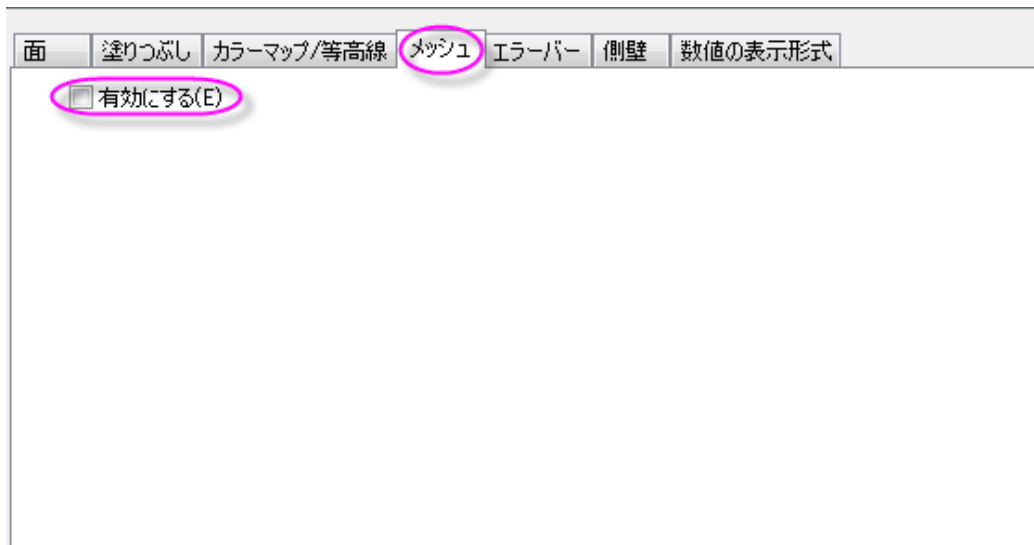 面 塗りつぶし カラーマップ/等高線 メッシュ エラーバー 側壁 数値の表示形式
有効にする(E)